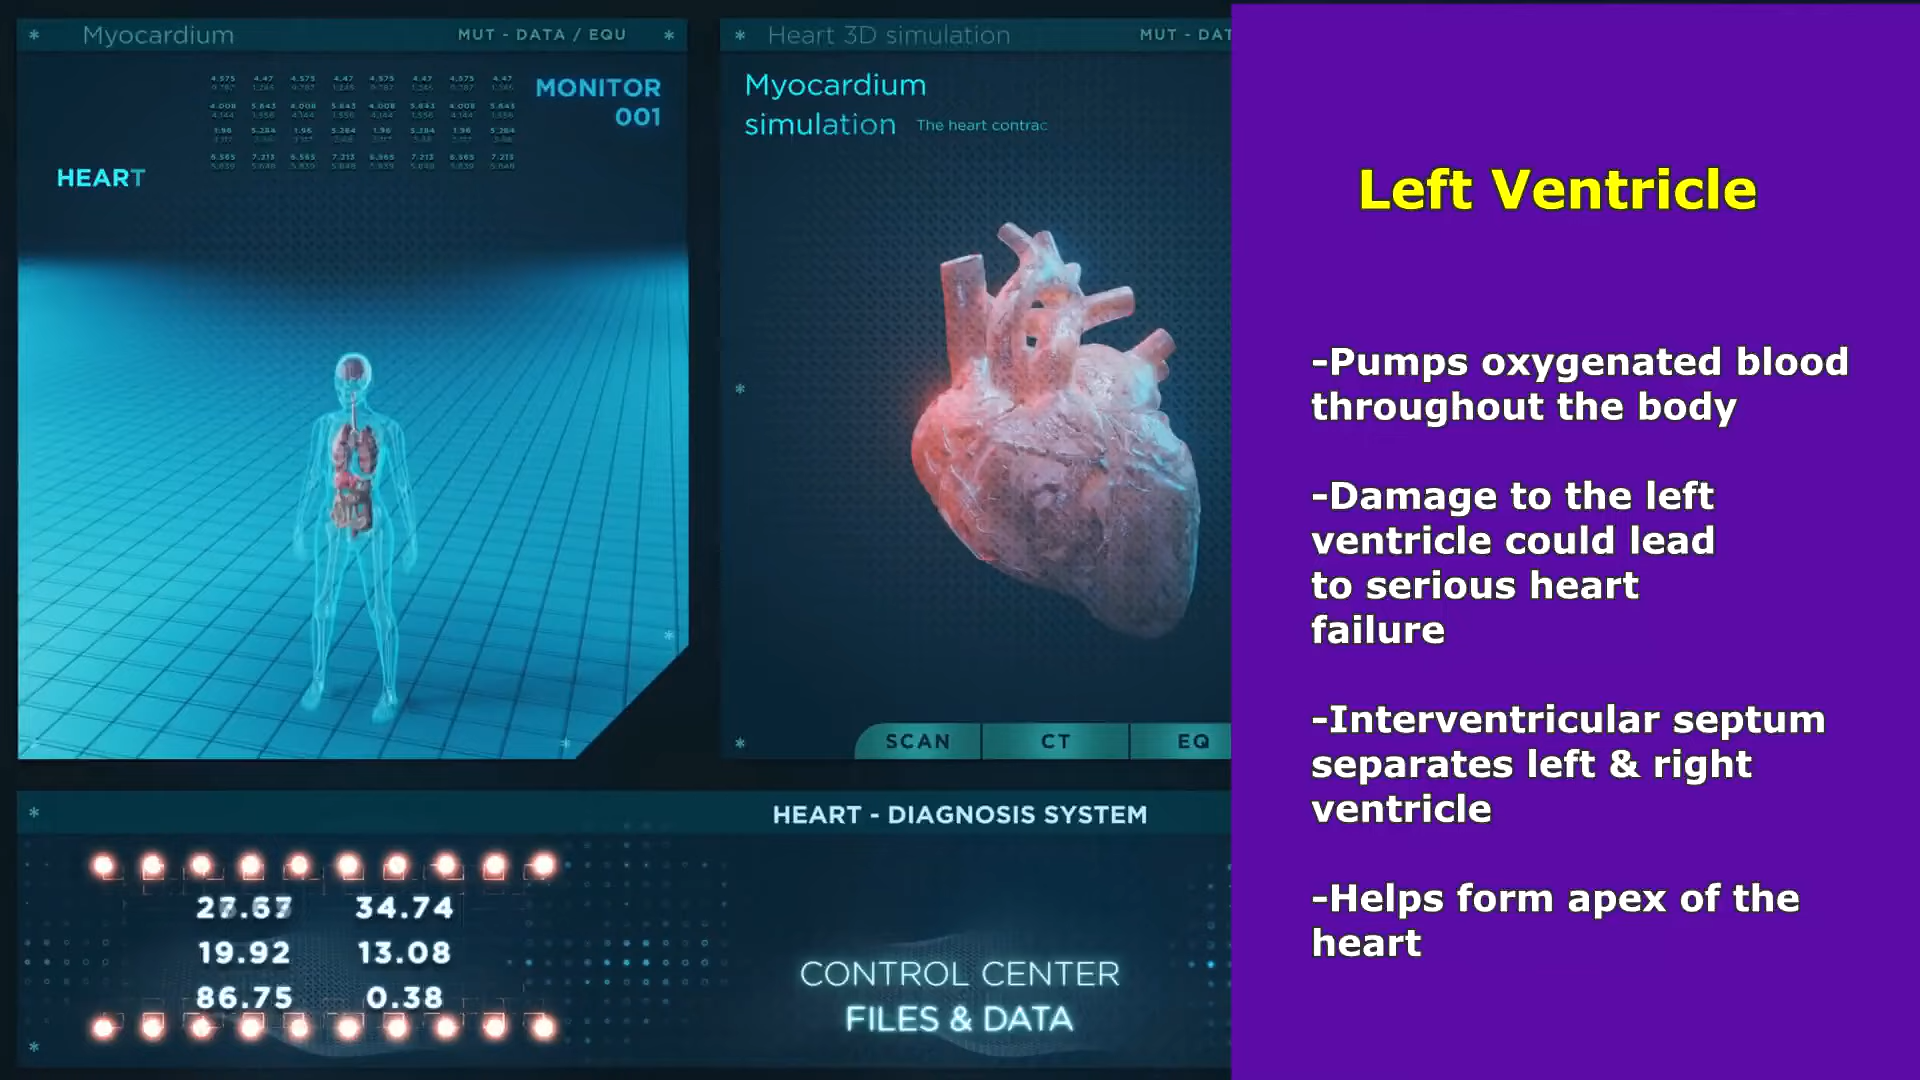 * Myocardium MUT - DATA / EQU *
MONITOR
001
HEART
* Heart 3D simulation MUT - DAT
Myocardium
simulation The heart contrac
SCAN CT EQ
HEART - DIAGNOSIS SYSTEM
34.74
19.92 13.08
86.75 0.38
CONTROL CENTER
FILES & DATA
Left Ventricle
-Pumps oxygenated blood
throughout the body
-Damage to the left
ventricle could lead
to serious heart
failure
-Interventricular septum
separates left & right
ventricle
-Helps form apex of the
heart